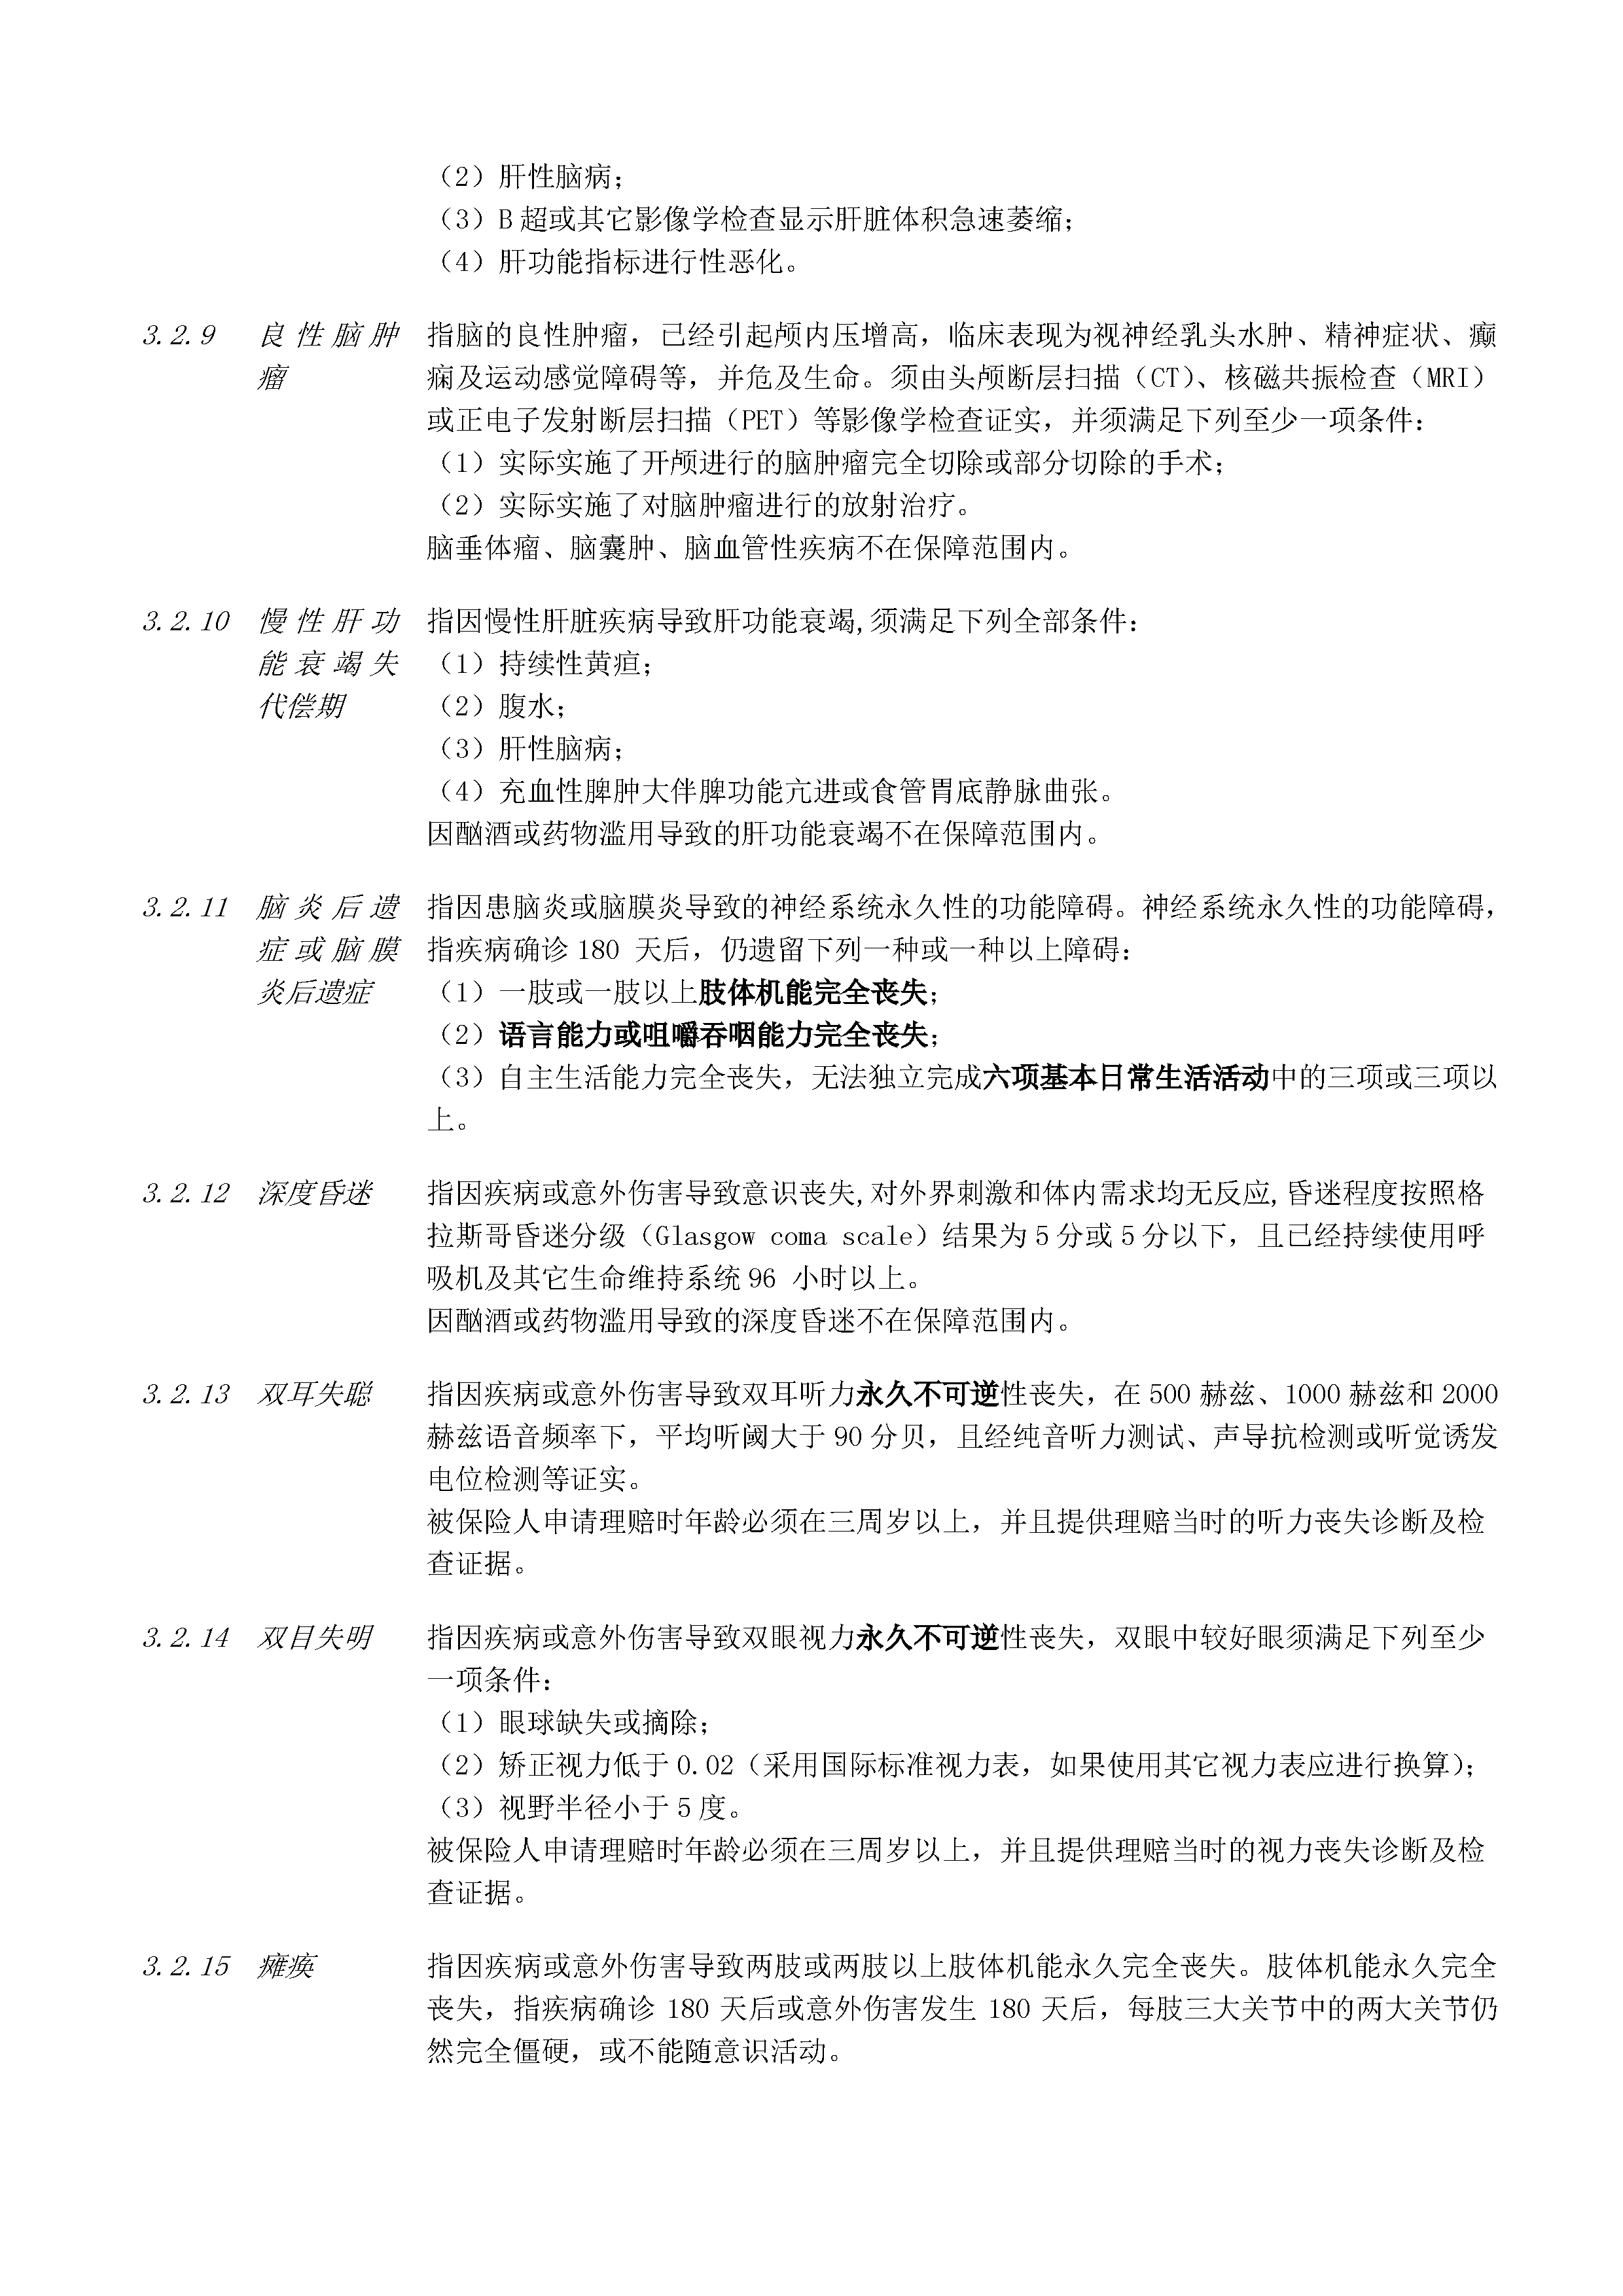 （2）肝性脑病；
（3）B 超或其它影像学检查显示肝脏体积急速萎缩；
（4）肝功能指标进行性恶化。
3.2.9 良性脑肿 指脑的良性肿瘤，已经引起颅内压增高，临床表现为视神经乳头水肿、精神症状、癫
瘤 痫及运动感觉障碍等，并危及生命。须由头颅断层扫描（CT）、核磁共振检查（MRI）
或正电子发射断层扫描（PET）等影像学检查证实，并须满足下列至少一项条件：
（1）实际实施了开颅进行的脑肿瘤完全切除或部分切除的手术；
（2）实际实施了对脑肿瘤进行的放射治疗。
脑垂体瘤、脑囊肿、脑血管性疾病不在保障范围内。
3.2.10 慢性肝功 指因慢性肝脏疾病导致肝功能衰竭,须满足下列全部条件：
能衰竭失 （1）持续性黄疸；
代偿期 （2）腹水；
（3）肝性脑病；
（4）充血性脾肿大伴脾功能亢进或食管胃底静脉曲张。
因酗酒或药物滥用导致的肝功能衰竭不在保障范围内。
3.2.11 脑炎后遗 指因患脑炎或脑膜炎导致的神经系统永久性的功能障碍。神经系统永久性的功能障碍，
症或脑膜 指疾病确诊 180 天后，仍遗留下列一种或一种以上障碍：
炎后遗症 （1）一肢或一肢以上肢体机能完全丧失；
（2）语言能力或咀嚼吞咽能力完全丧失；
（3）自主生活能力完全丧失，无法独立完成六项基本日常生活活动中的三项或三项以
上。
3.2.12 深度昏迷 指因疾病或意外伤害导致意识丧失,对外界刺激和体内需求均无反应,昏迷程度按照格
拉斯哥昏迷分级（Glasgow coma scale）结果为 5 分或 5 分以下，且已经持续使用呼
吸机及其它生命维持系统 96 小时以上。
因酗酒或药物滥用导致的深度昏迷不在保障范围内。
3.2.13 双耳失聪 指因疾病或意外伤害导致双耳听力永久不可逆性丧失，在 500 赫兹、1000 赫兹和 2000
赫兹语音频率下，平均听阈大于 90 分贝，且经纯音听力测试、声导抗检测或听觉诱发
电位检测等证实。
被保险人申请理赔时年龄必须在三周岁以上，并且提供理赔当时的听力丧失诊断及检
查证据。
3.2.14 双目失明 指因疾病或意外伤害导致双眼视力永久不可逆性丧失，双眼中较好眼须满足下列至少
一项条件：
（1）眼球缺失或摘除；
（2）矫正视力低于 0.02（采用国际标准视力表，如果使用其它视力表应进行换算）；
（3）视野半径小于 5 度。
被保险人申请理赔时年龄必须在三周岁以上，并且提供理赔当时的视力丧失诊断及检
查证据。
3.2.15 瘫痪 指因疾病或意外伤害导致两肢或两肢以上肢体机能永久完全丧失。肢体机能永久完全
丧失，指疾病确诊 180 天后或意外伤害发生 180 天后，每肢三大关节中的两大关节仍
然完全僵硬，或不能随意识活动。